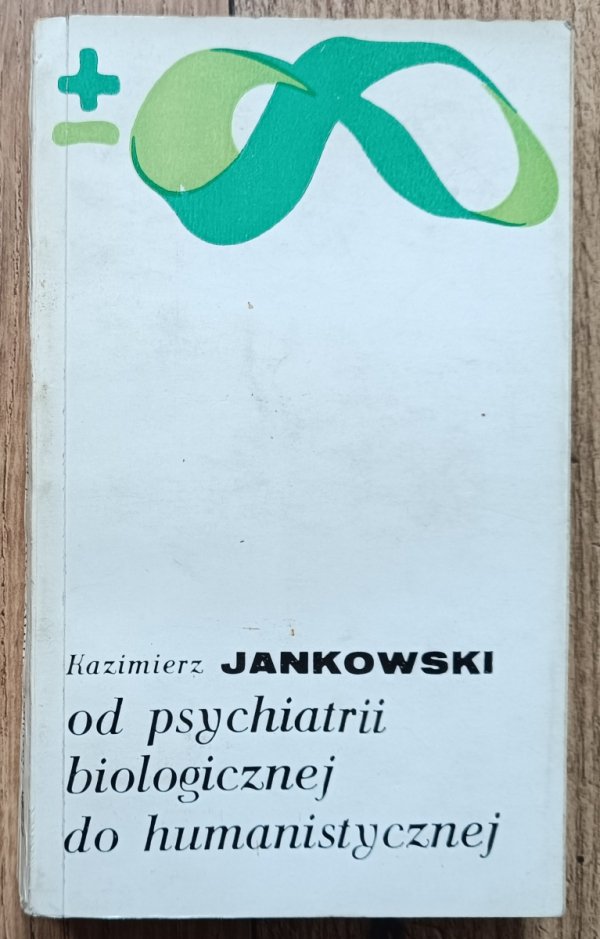 ±∞
Kazimierz JANKOWSKI
od psychiatrii
biologicznej
do humanistycznej